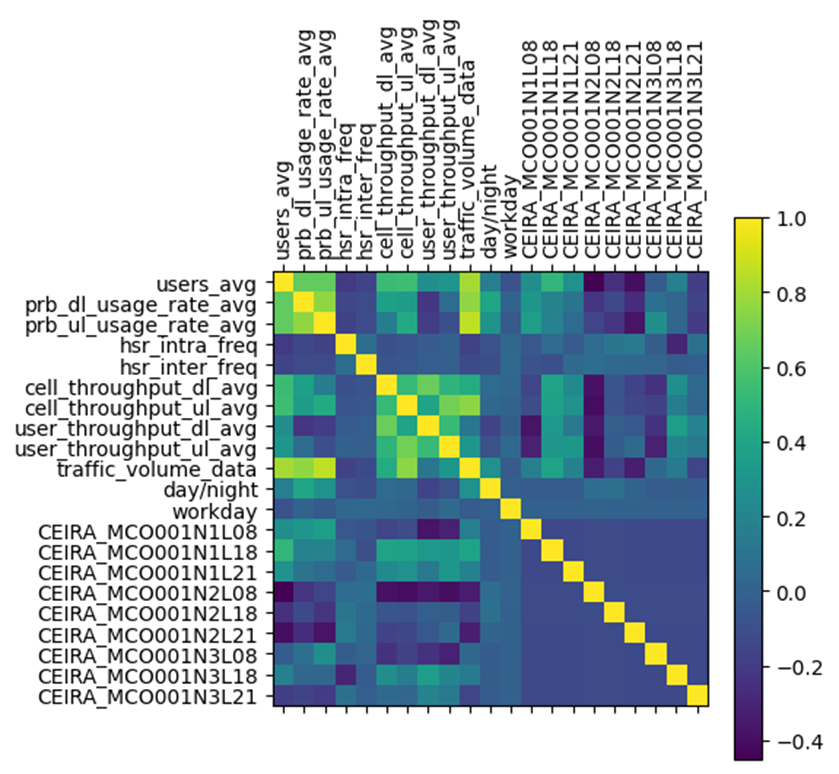 users_avg
prb_dl_usage_rate_avg
prb_ul_usage_rate_avg
hsr_intra_freq
hsr_inter_freq
cell_throughput_dl_avg
cell_throughput_ul_avg
user_throughput_dl_avg
user_throughput_ul_avg
traffic_volume_data
day/night
workday
CEIRA_MCO001N1L08
CEIRA_MCO001N1L18
CEIRA_MCO001N1L21
CEIRA_MCO001N2L08
CEIRA_MCO001N2L18
CEIRA_MCO001N2L21
CEIRA_MCO001N3L08
CEIRA_MCO001N3L18
CEIRA_MCO001N3L21
users_avg
prb_dl_usage_rate_avg
prb_ul_usage_rate_avg
hsr_intra_freq
hsr_inter_freq
cell_throughput_dl_avg
cell_throughput_ul_avg
user_throughput_dl_avg
user_throughput_ul_avg
traffic_volume_data
day/night
workday
CEIRA_MCO001N1L08
CEIRA_MCO001N1L18
CEIRA_MCO001N1L21
CEIRA_MCO001N2L08
CEIRA_MCO001N2L18
CEIRA_MCO001N2L21
CEIRA_MCO001N3L08
CEIRA_MCO001N3L18
CEIRA_MCO001N3L21
1.0
0.8
0.6
0.4
0.2
0.0
−0.2
−0.4